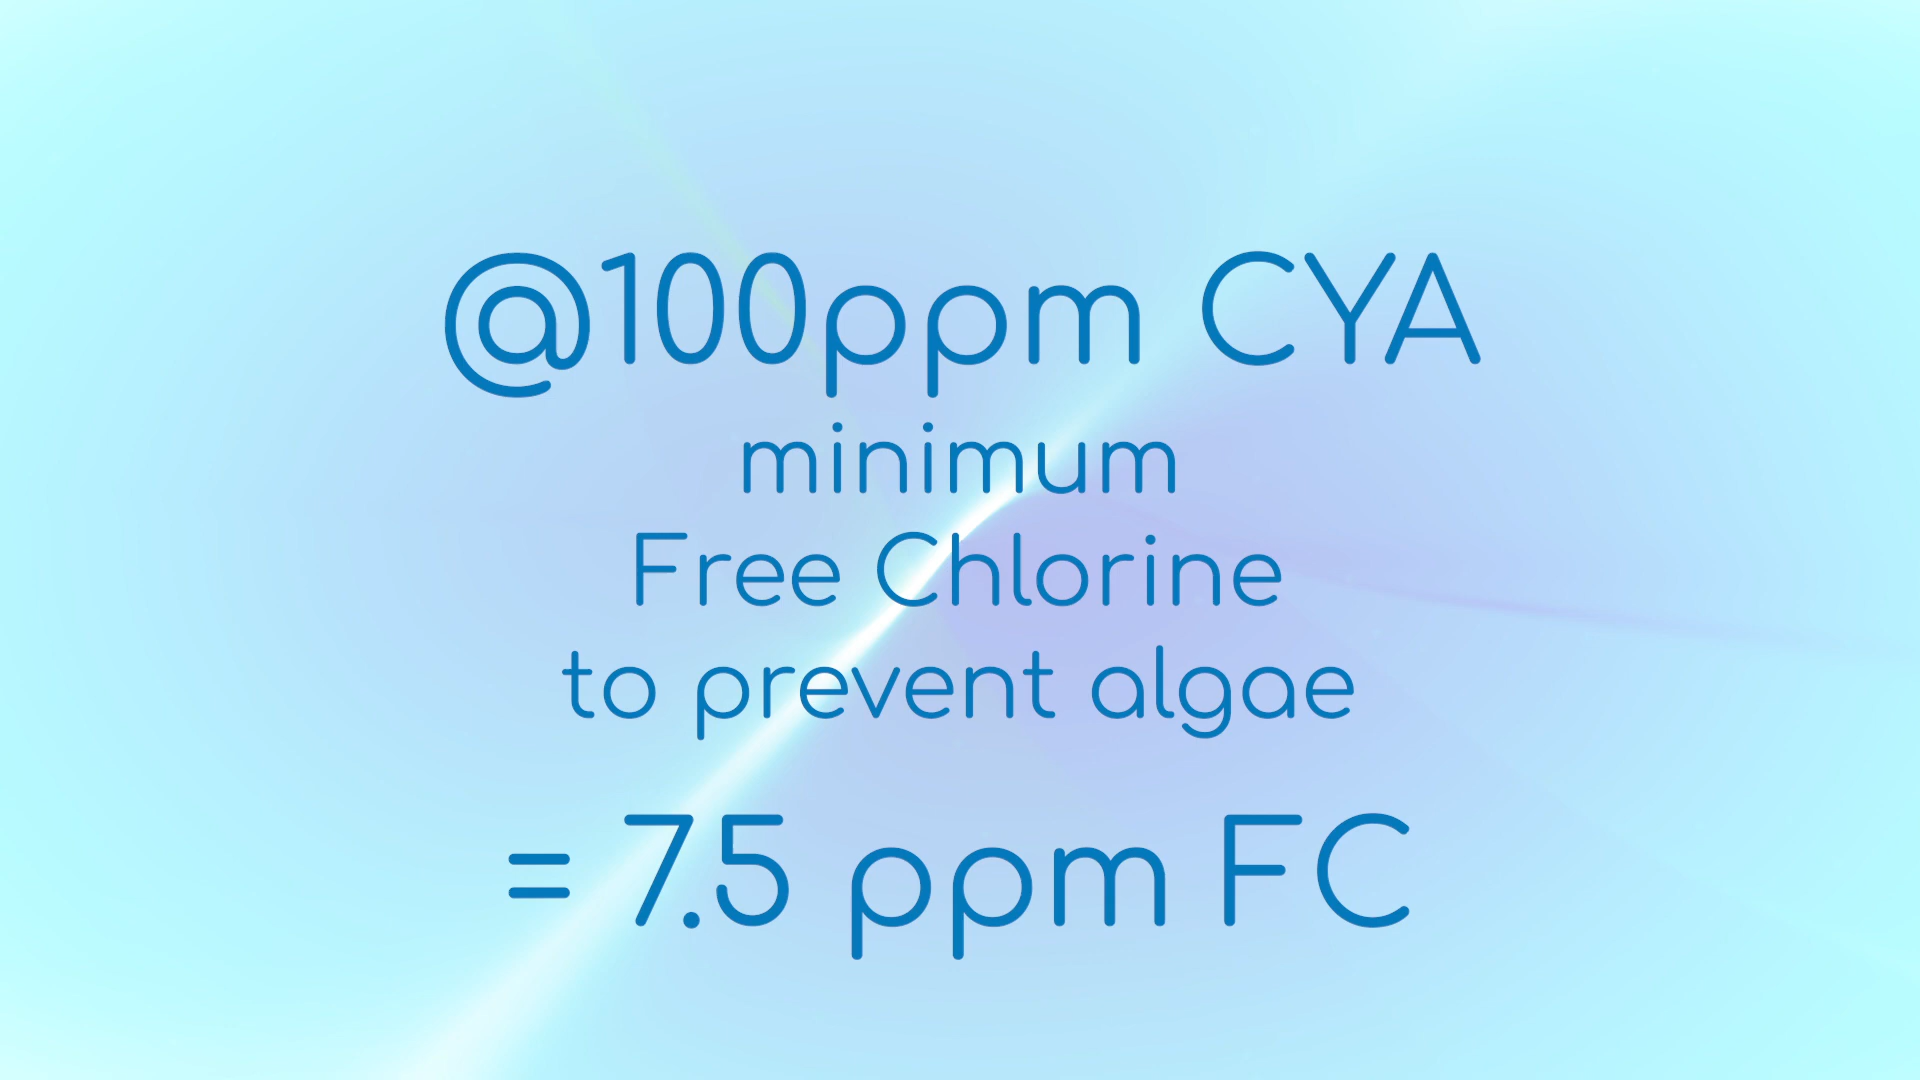 @100ppm CYA
minimum
Free Chlorine
to prevent algae
= 7.5 ppm FC